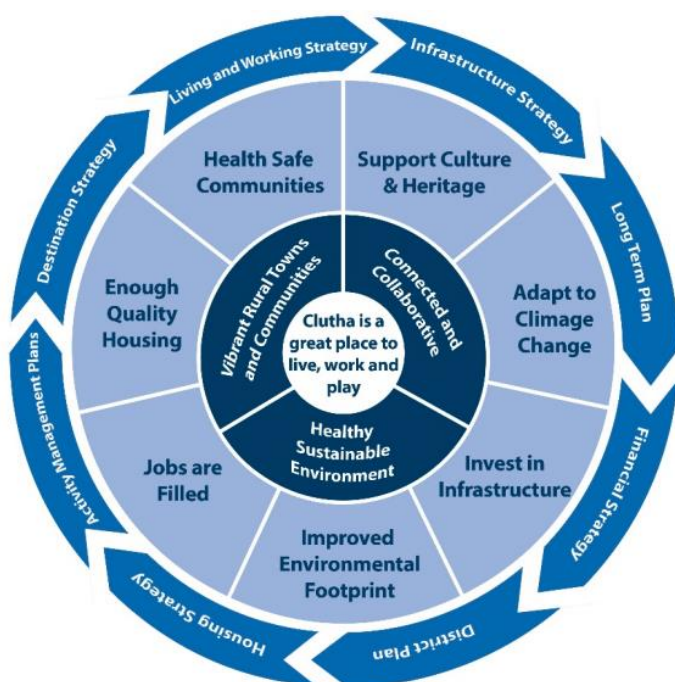 Living and Working Strategy
Infrastructure Strategy
Long Term Plan
Financial Strategy
District Plan
Housing Strategy
Activity Management Plans
Destination Strategy
Health Safe
Communities
Support Culture
& Heritage
Adapt to
Climage
Change
Invest in
Infrastructure
Improved
Environmental
Footprint
Jobs are
Filled
Enough
Quality
Housing
Vibrant Rural Towns
and Communities
Connected and
Collaborative
Healthy
Sustainable
Environment
Clutha is a
great place to
live, work and
play